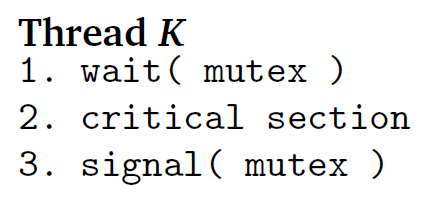 Thread K
1. wait( mutex )
2. critical section
3. signal( mutex )